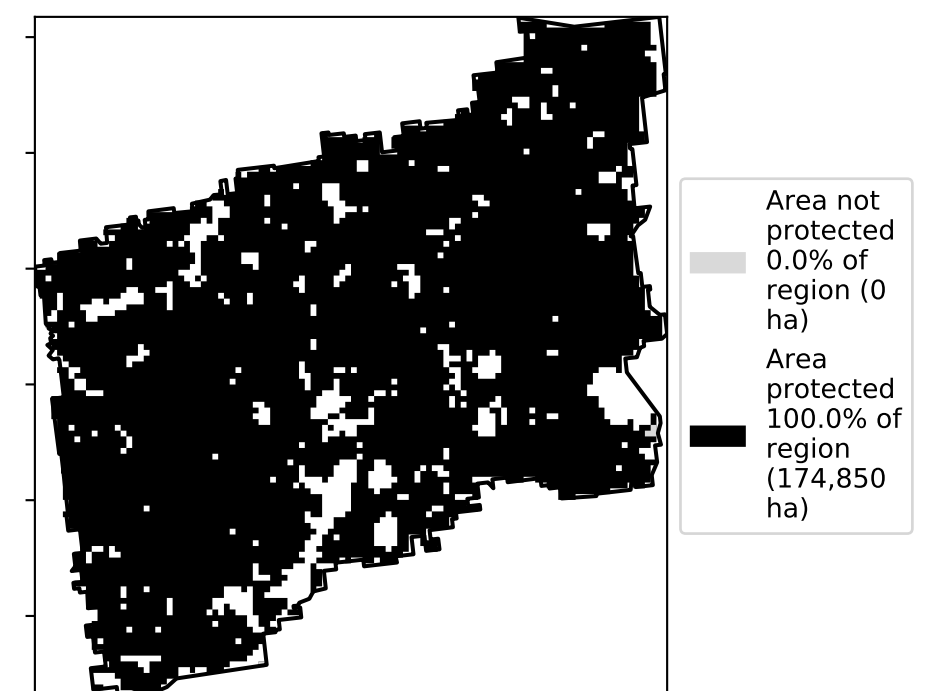 Area not
protected
0.0% of
region (0
ha)
Area
protected
100.0% of
region
(174,850
ha)